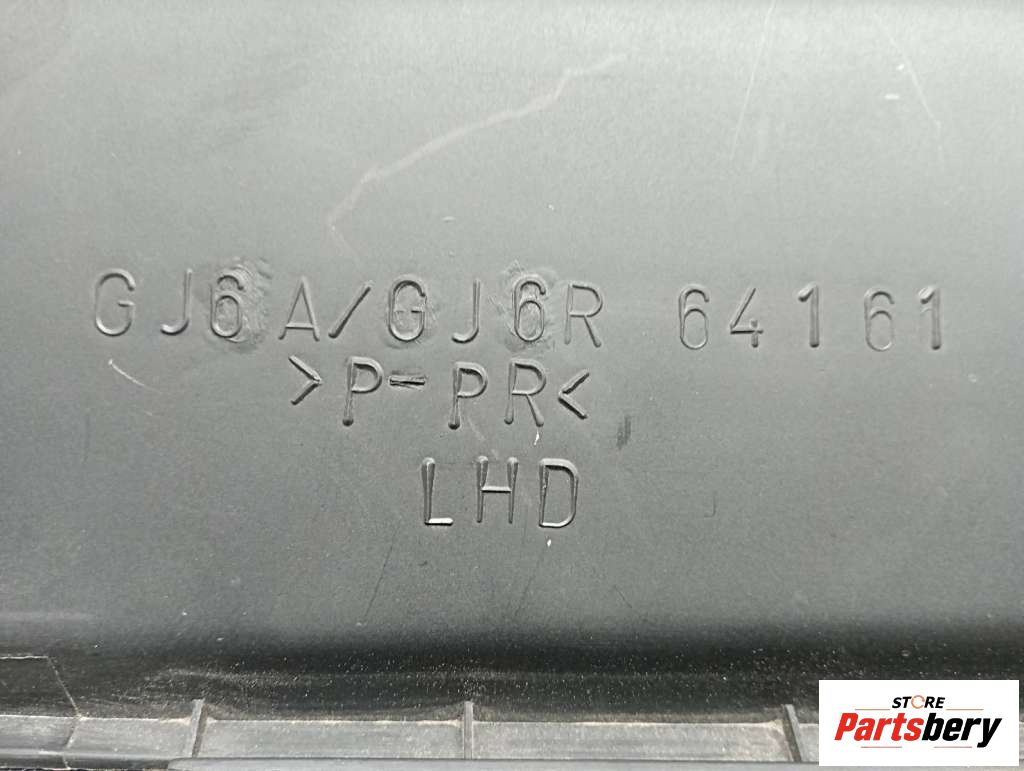 GJ6A/GJ6R 64161
>P-PR<
LHD
STORE
Partsbery